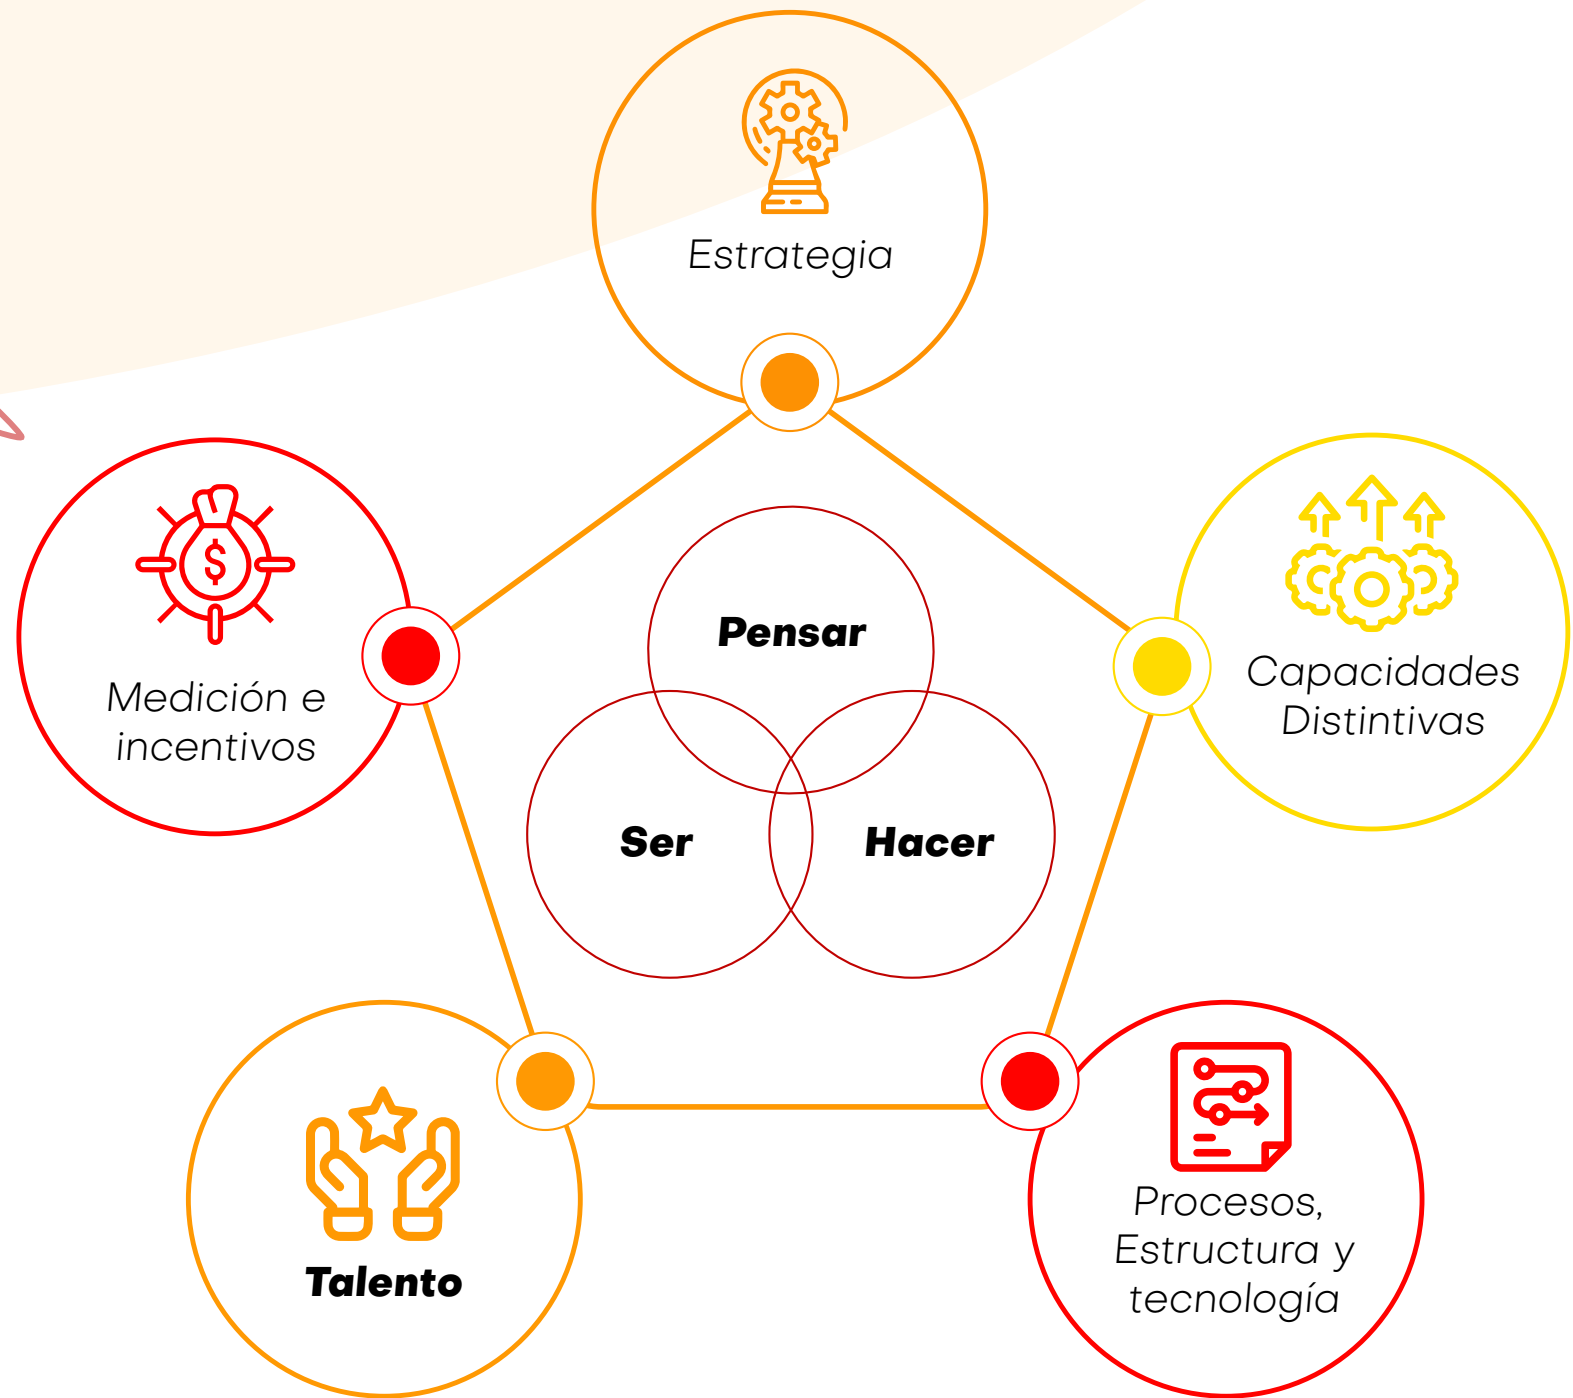 Estrategia
Medición e
incentivos
Capacidades
Distintivas
Pensar
Ser
Hacer
Talento
Procesos,
Estructura y
tecnología
$